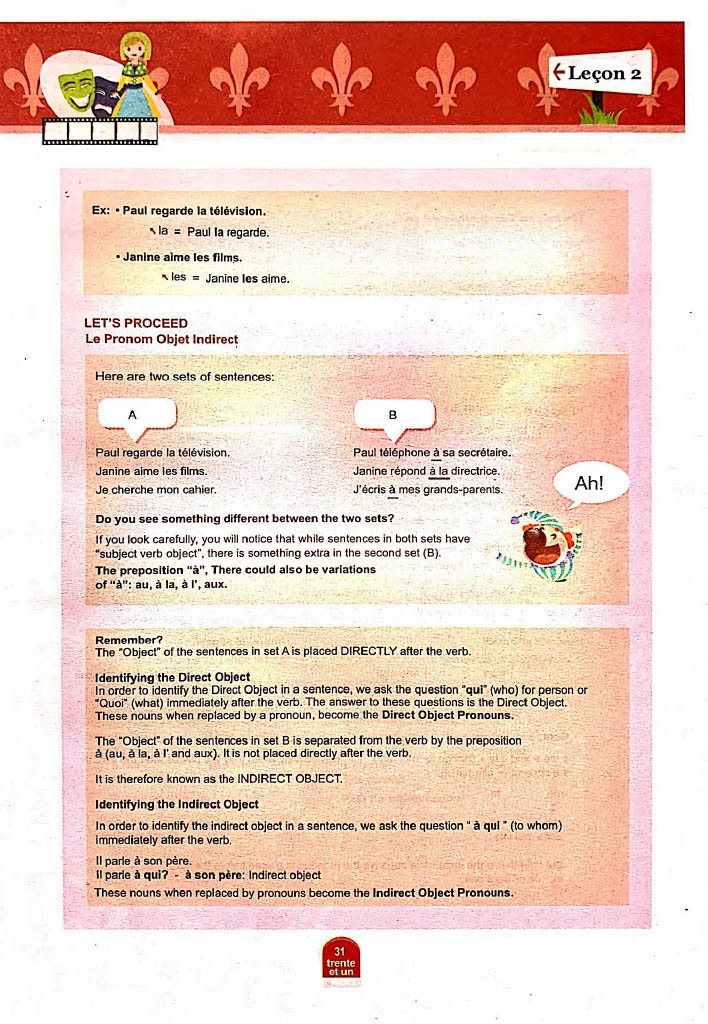 Leçon 2
Ex: • Paul regarde la télévision.
la = Paul la regarde.
• Janine aime les films.
les = Janine les aime.
LET'S PROCEED
Le Pronom Objet Indirect
Here are two sets of sentences:
A
B
Paul regarde la télévision.
Janine aime les films.
Je cherche mon cahier.
Paul téléphone à sa secrétaire.
Janine répond à la directrice.
J'écris à mes grands-parents.
Ah!
Do you see something different between the two sets?
If you look carefully, you will notice that while sentences in both sets have
"subject verb object", there is something extra in the second set (B).
The preposition "à", There could also be variations
of "à": au, à la, à l', aux.
Remember?
The "Object" of the sentences in set A is placed DIRECTLY after the verb.
Identifying the Direct Object
In order to identify the Direct Object in a sentence, we ask the question "qui" (who) for person or
"Quoi" (what) immediately after the verb. The answer to these questions is the Direct Object.
These nouns when replaced by a pronoun, become the Direct Object Pronouns.
The "Object" of the sentences in set B is separated from the verb by the preposition
à (au, à la, à l' and aux). It is not placed directly after the verb.
It is therefore known as the INDIRECT OBJECT.
Identifying the Indirect Object
In order to identify the indirect object in a sentence, we ask the question " à qui " (to whom)
immediately after the verb.
Il parle à son père.
Il parle à qui? - à son père: Indirect object
These nouns when replaced by pronouns become the Indirect Object Pronouns.
31
trente
et un